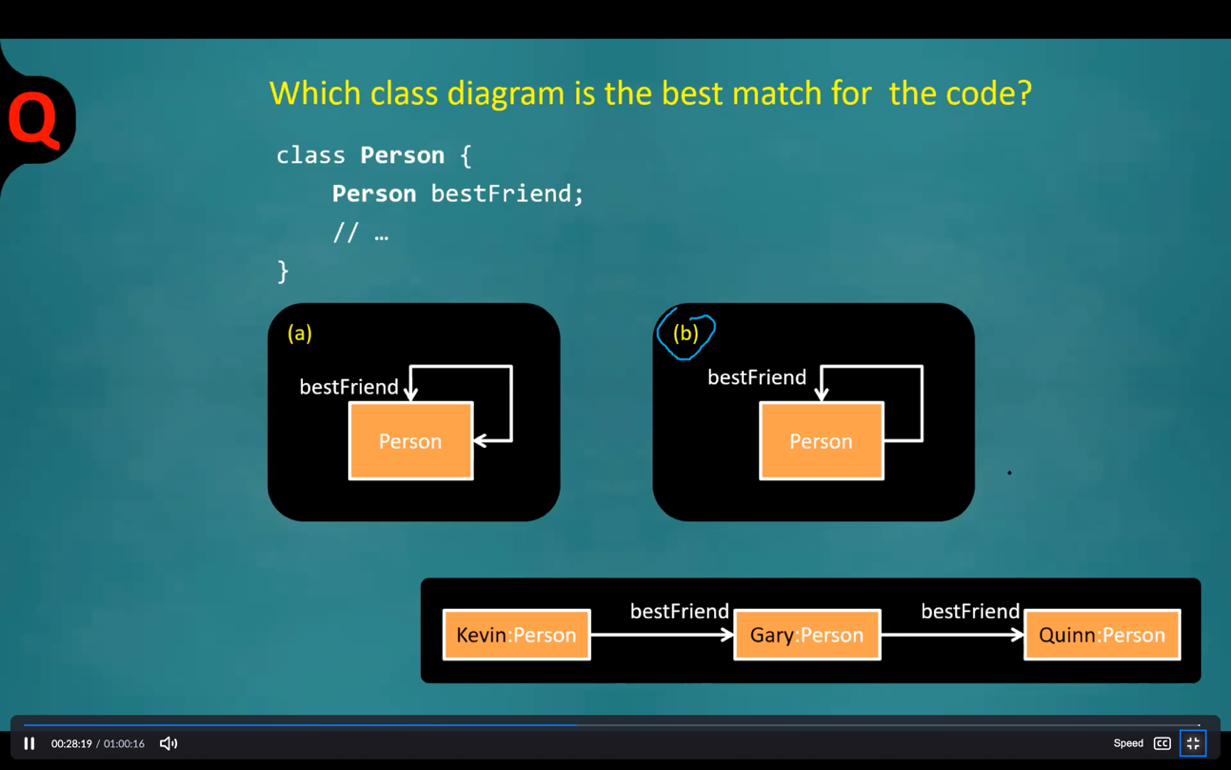 Q
Which class diagram is the best match for the code?
class Person {
Person bestFriend;
// …
}
(a)
bestFriend
Person
(b)
bestFriend
Person
bestFriend
bestFriend
Kevin:Person
Gary:Person
Quinn:Person
00:28:19 / 01:00:16
Speed
CC